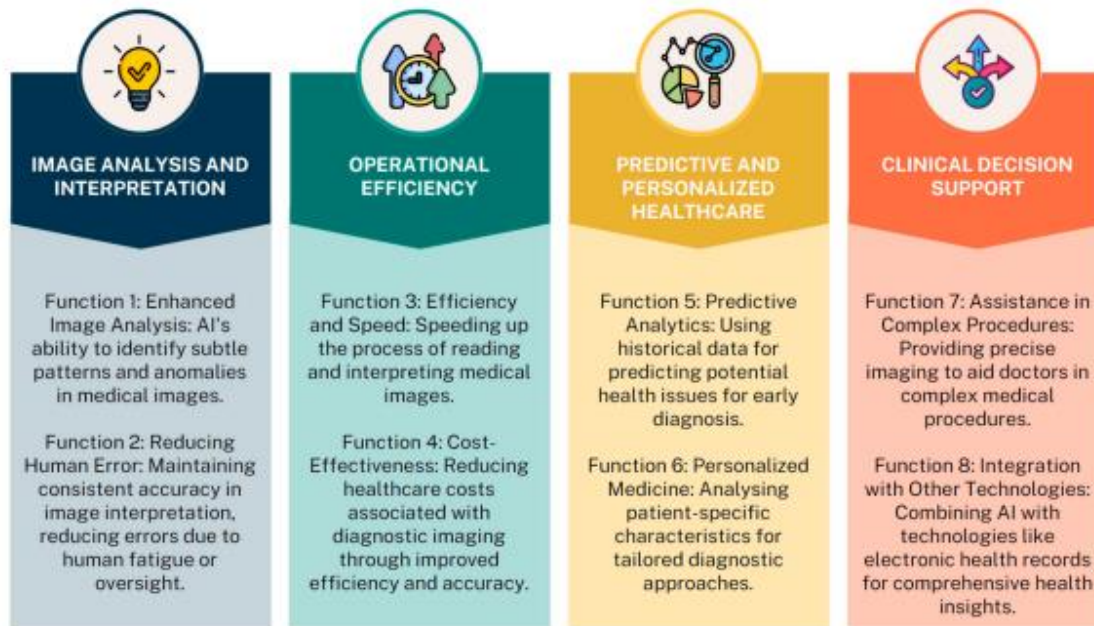 IMAGE ANALYSIS AND
INTERPRETATION
Function 1: Enhanced
Image Analysis: AI's
ability to identify subtle
patterns and anomalies
in medical images.
Function 2: Reducing
Human Error: Maintaining
consistent accuracy in
image interpretation,
reducing errors due to
human fatigue or
oversight.
OPERATIONAL
EFFICIENCY
Function 3: Efficiency
and Speed: Speeding up
the process of reading
and interpreting medical
images.
Function 4: Cost-
Effectiveness: Reducing
healthcare costs
associated with
diagnostic imaging
through improved
efficiency and accuracy.
PREDICTIVE AND
PERSONALIZED
HEALTHCARE
Function 5: Predictive
Analytics: Using
historical data for
predicting potential
health issues for early
diagnosis.
Function 6: Personalized
Medicine: Analysing
patient-specific
characteristics for
tailored diagnostic
approaches.
CLINICAL DECISION
SUPPORT
Function 7: Assistance in
Complex Procedures:
Providing precise
imaging to aid doctors in
complex medical
procedures.
Function 8: Integration
with Other Technologies:
Combining AI with
technologies like
electronic health records
for comprehensive health
insights.